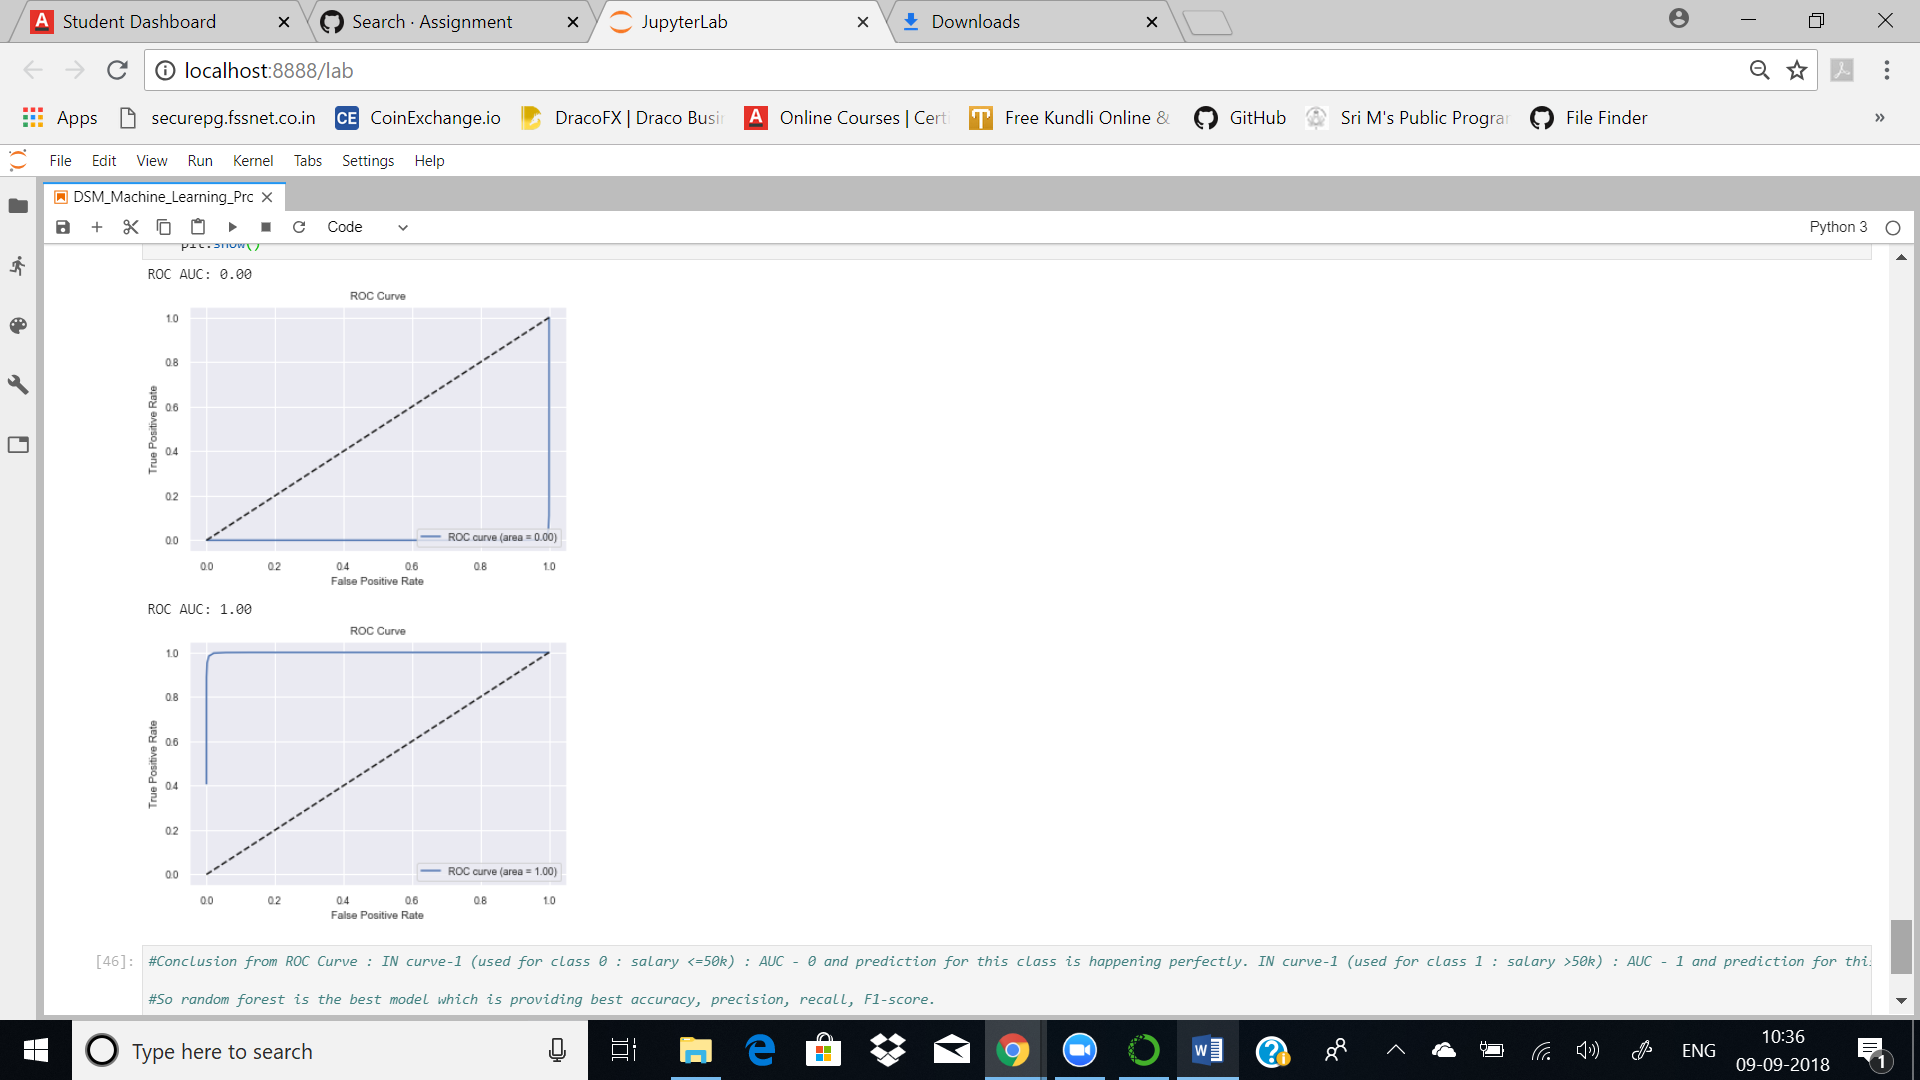 Student Dashboard
Search · Assignment
JupyterLab
Downloads
localhost:8888/lab
Apps
securepg.fssnet.co.in
CE CoinExchange.io
DracoFX | Draco Busi
Online Courses | Cert
Free Kundli Online &
GitHub
Sri M's Public Progra
File Finder
»
File Edit View Run Kernel Tabs Settings Help
DSM_Machine_Learning_Prc
Code
Python 3
plt.show()
ROC AUC: 0.00
ROC Curve
1.0
0.8
0.6
0.4
0.2
0.0
True Positive Rate
ROC curve (area = 0.00)
0.0 0.2 0.4 0.6 0.8 1.0
False Positive Rate
ROC AUC: 1.00
ROC Curve
1.0
0.8
0.6
0.4
0.2
0.0
True Positive Rate
ROC curve (area = 1.00)
0.0 0.2 0.4 0.6 0.8 1.0
False Positive Rate
[46]:
#Conclusion from ROC Curve : IN curve-1 (used for class 0 : salary <=50k) : AUC - 0 and prediction for this class is happening perfectly. IN curve-1 (used for class 1 : salary >50k) : AUC - 1 and prediction for thi
#So random forest is the best model which is providing best accuracy, precision, recall, F1-score.
Type here to search
ENG
10:36
09-09-2018
1